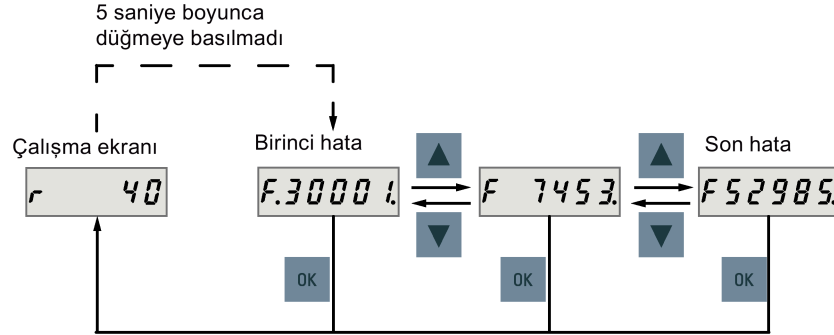 5 saniye boyunca
düğmeye basılmadı
Çalışma ekranı
Birinci hata
Son hata
r 40
F.30001.
F 7453.
F52985.
OK
OK
OK